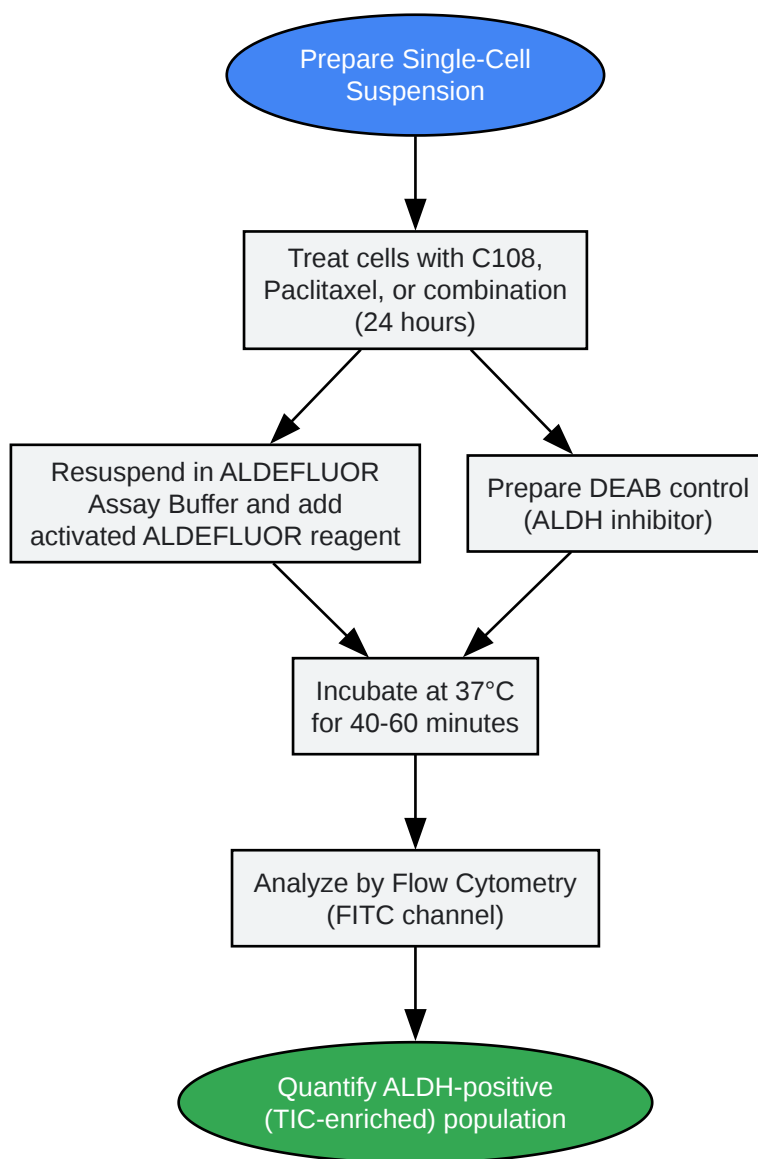 Prepare Single-Cell
Suspension
Treat cells with C108,
Paclitaxel, or combination
(24 hours)
Resuspend in ALDEFLUOR
Assay Buffer and add
activated ALDEFLUOR reagent
Prepare DEAB control
(ALDH inhibitor)
Incubate at 37°C
for 40-60 minutes
Analyze by Flow Cytometry
(FITC channel)
Quantify ALDH-positive
(TIC-enriched) population